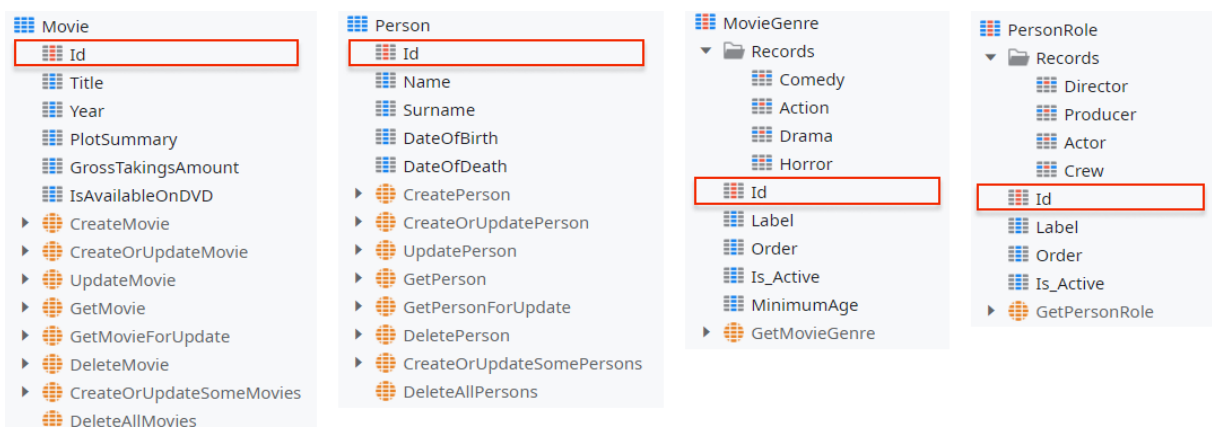 Movie
Id
Title
Year
PlotSummary
GrossTakingsAmount
IsAvailableOnDVD
CreateMovie
CreateOrUpdateMovie
UpdateMovie
GetMovie
GetMovieForUpdate
DeleteMovie
CreateOrUpdateSomeMovies
DeleteAllMovies
Person
Id
Name
Surname
DateOfBirth
DateOfDeath
CreatePerson
CreateOrUpdatePerson
UpdatePerson
GetPerson
GetPersonForUpdate
DeletePerson
CreateOrUpdateSomePersons
DeleteAllPersons
MovieGenre
Records
Comedy
Action
Drama
Horror
Id
Label
Order
Is_Active
MinimumAge
GetMovieGenre
PersonRole
Records
Director
Producer
Actor
Crew
Id
Label
Order
Is_Active
GetPersonRole